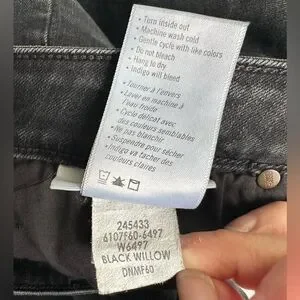 • Turn inside out
• Machine wash cold
• Gentle cycle with like colors
• Do not bleach
• Hang to dry
• Indigo will bleed
• Tourner à l'anvers
• Laver en machine à
l'eau froide
• Cycle délicat avec
des couleurs semblables
• Ne pas blanchir
• Suspendre pour sécher
• Indigo va tacher des
couleurs claires
245433
6107F60-6497
W6497
BLACK WILLOW
DNMF60